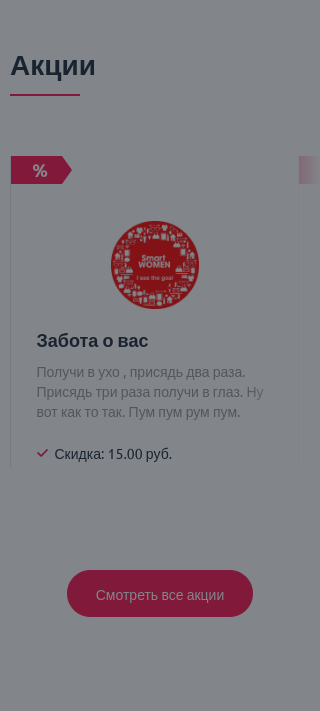 Акции
%
Smart
WOMEN
I see the goal
Забота о вас
Получи в ухо , присядь два раза.
Присядь три раза получи в глаз. Ну
вот как то так. Пум пум рум пум.
Скидка: 15.00 руб.
Смотреть все акции